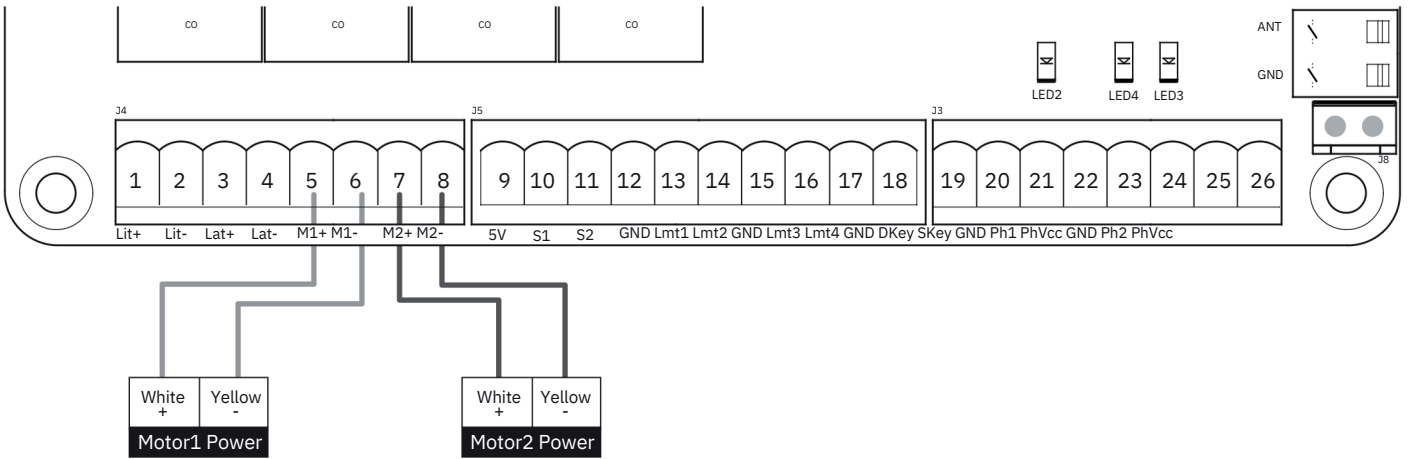 co co co co
ANT
GND
LED2 LED4 LED3
J4 J5 J3
J8
1 2 3 4 5 6 7 8 9 10 11 12 13 14 15 16 17 18 19 20 21 22 23 24 25 26
Lit+ Lit- Lat+ Lat- M1+ M1- M2+ M2- 5V S1 S2 GND Lmt1 Lmt2 GND Lmt3 Lmt4 GND DKey SKey GND Ph1 PhVcc GND Ph2 PhVcc
White Yellow
+ -
Motor1 Power
White Yellow
+ -
Motor2 Power